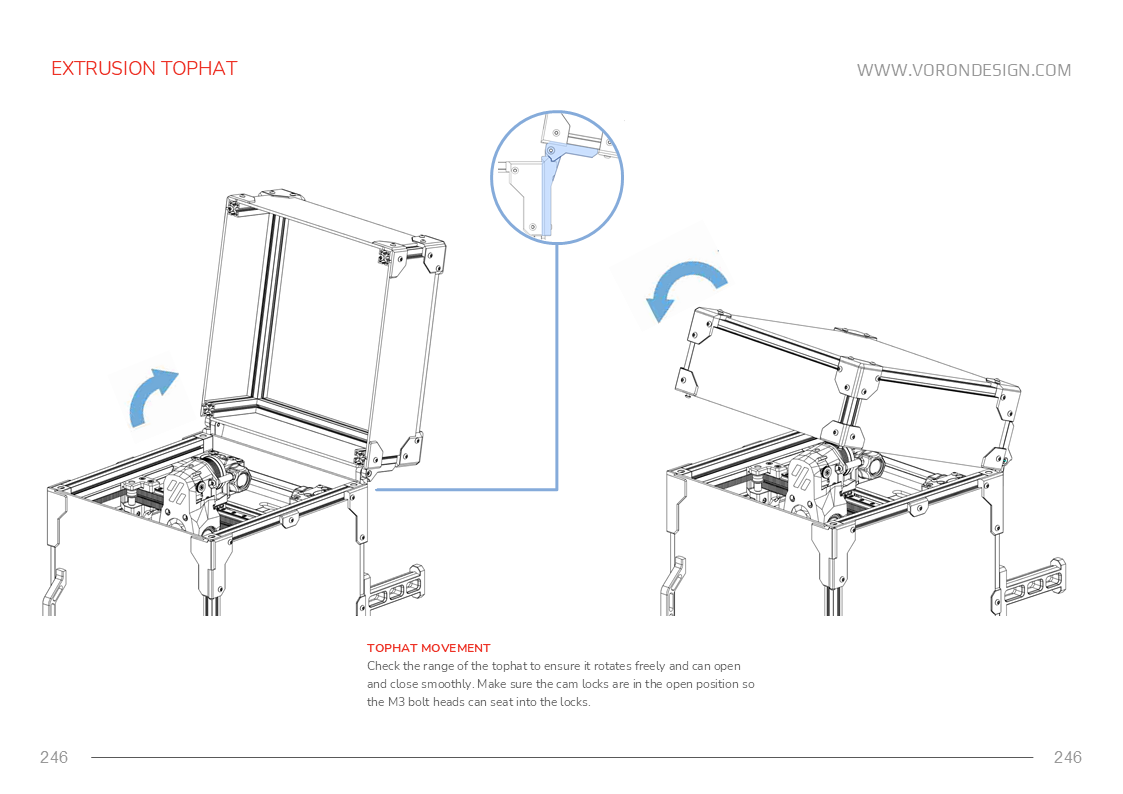 EXTRUSION TOPHAT
WWW.VORONDESIGN.COM
TOPHAT MOVEMENT
Check the range of the tophat to ensure it rotates freely and can open
and close smoothly. Make sure the cam locks are in the open position so
the M3 bolt heads can seat into the locks.
246
246